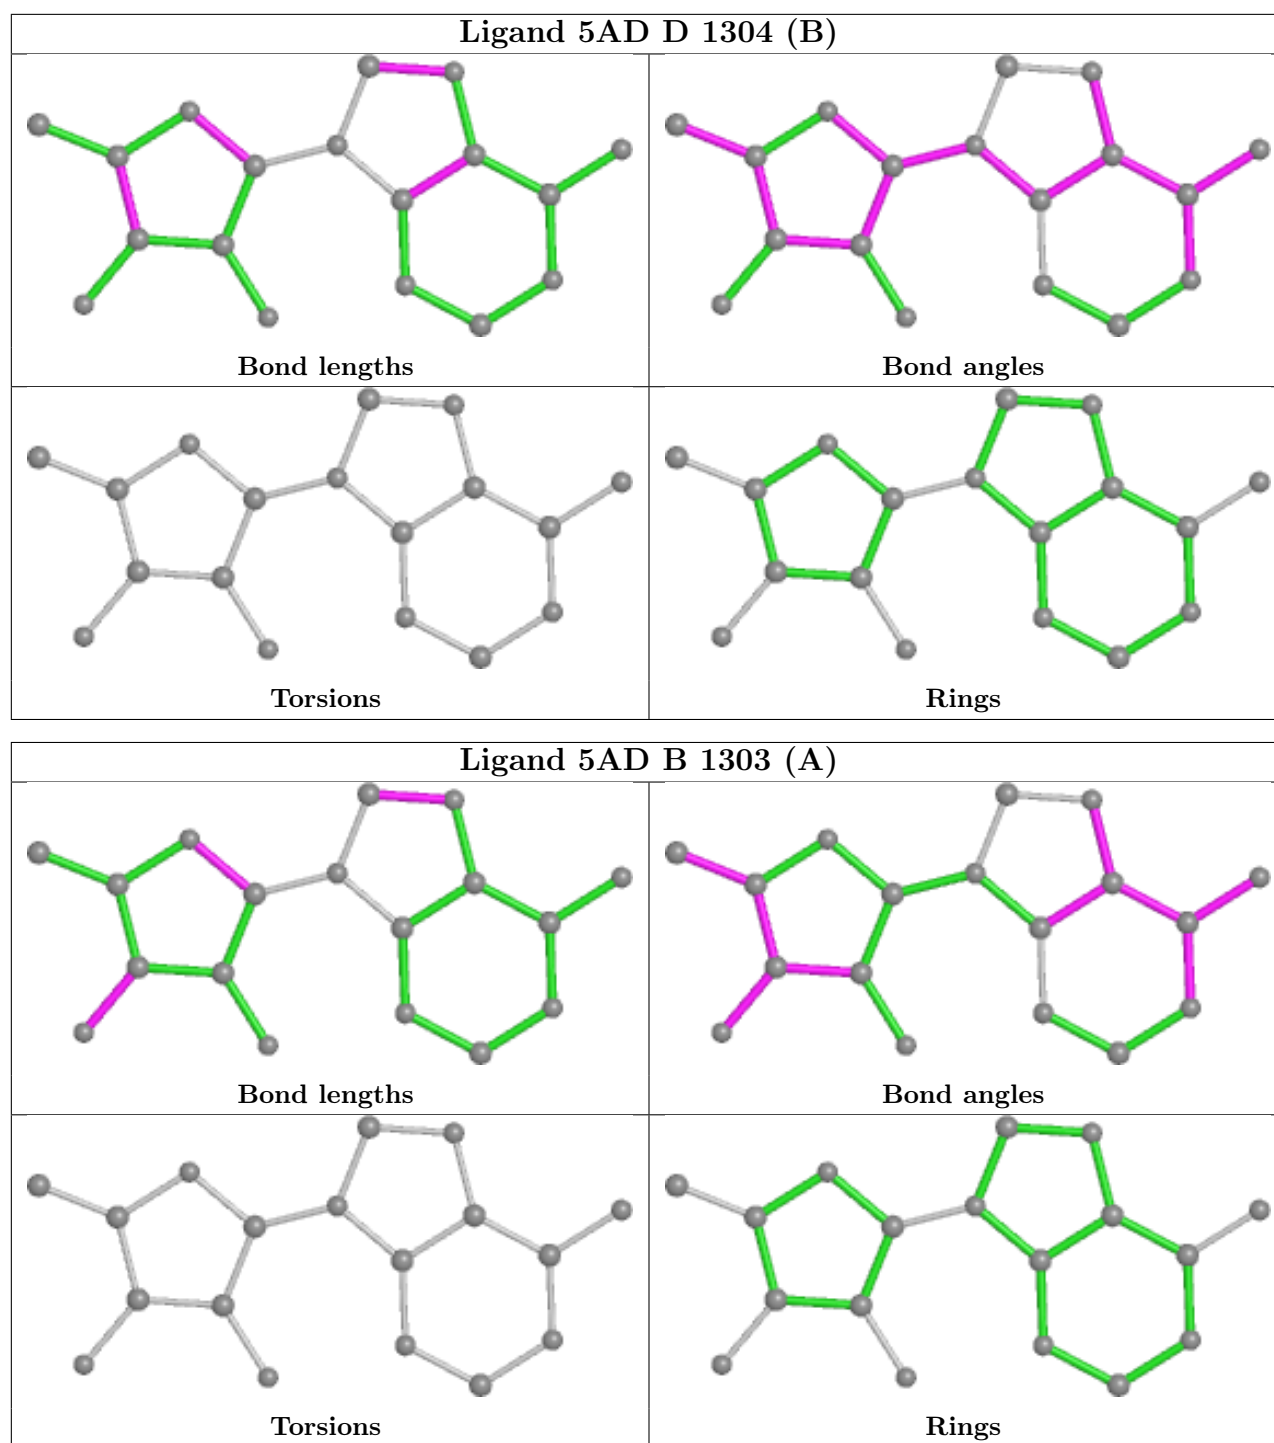 Ligand 5AD D 1304 (B)
Bond lengths
Bond angles
Torsions
Rings
Ligand 5AD B 1303 (A)
Bond lengths
Bond angles
Torsions
Rings